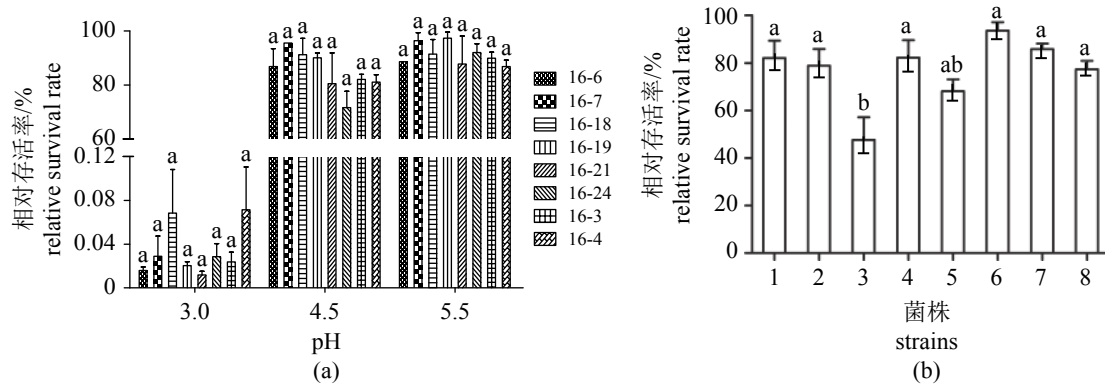 相对存活率/%
relative survival rate
100
80
60
0.12
0.08
0.04
0
a a a a a a a a
a a a a a a a a
a a a a a a a a
3.0 4.5 5.5
pH
(a)
16-6
16-7
16-18
16-19
16-21
16-24
16-3
16-4
相对存活率/%
relative survival rate
100
80
60
40
20
0
a a b a ab a a a
1 2 3 4 5 6 7 8
菌株
strains
(b)